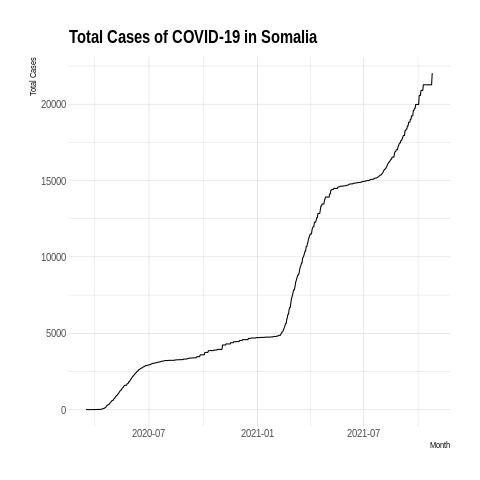 Total Cases of COVID-19 in Somalia
Total Cases
20000
15000
10000
5000
0
2020-07 2021-01 2021-07
Month